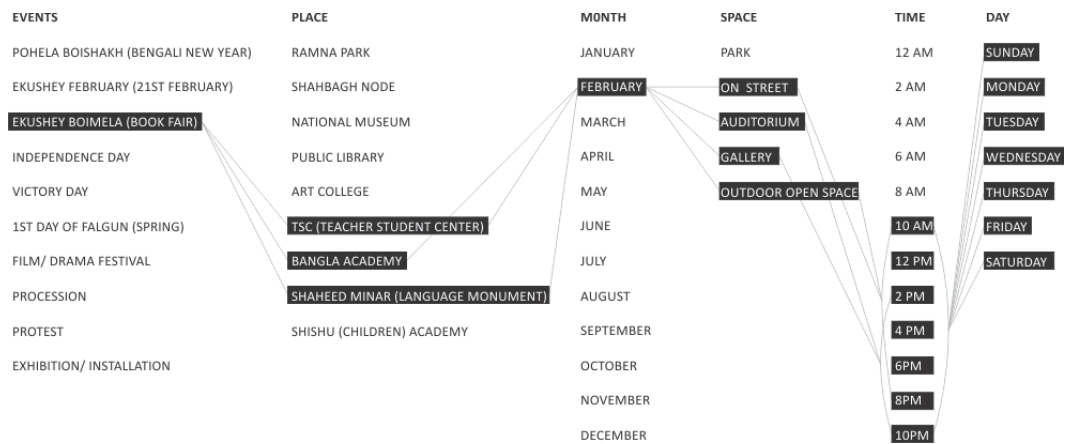 EVENTS PLACE M0NTH SPACE TIME DAY
POHELA BOISHAKH (BENGALI NEW YEAR) RAMNA PARK JANUARY PARK 12 AM SUNDAY
EKUSHEY FEBRUARY (21ST FEBRUARY) SHAHBAGH NODE FEBRUARY ON STREET 2 AM MONDAY
EKUSHEY BOIMELA (BOOK FAIR) NATIONAL MUSEUM MARCH AUDITORIUM 4 AM TUESDAY
INDEPENDENCE DAY PUBLIC LIBRARY APRIL GALLERY 6 AM WEDNESDAY
VICTORY DAY ART COLLEGE MAY OUTDOOR OPEN SPACE 8 AM THURSDAY
1ST DAY OF FALGUN (SPRING) TSC (TEACHER STUDENT CENTER) JUNE 10 AM FRIDAY
FILM/ DRAMA FESTIVAL BANGLA ACADEMY JULY 12 PM SATURDAY
PROCESSION SHAHEED MINAR (LANGUAGE MONUMENT) AUGUST 2 PM
PROTEST SHISHU (CHILDREN) ACADEMY SEPTEMBER 4 PM
EXHIBITION/ INSTALLATION OCTOBER 6PM
NOVEMBER 8PM
DECEMBER 10PM